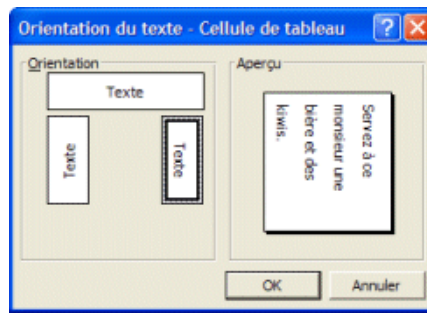 Orientation du texte - Cellule de tableau
Orientation
Aperçu
Texte
Texte
Texte
Servez à ce
monsieur une
bière et des
kiwis.
OK
Annuler